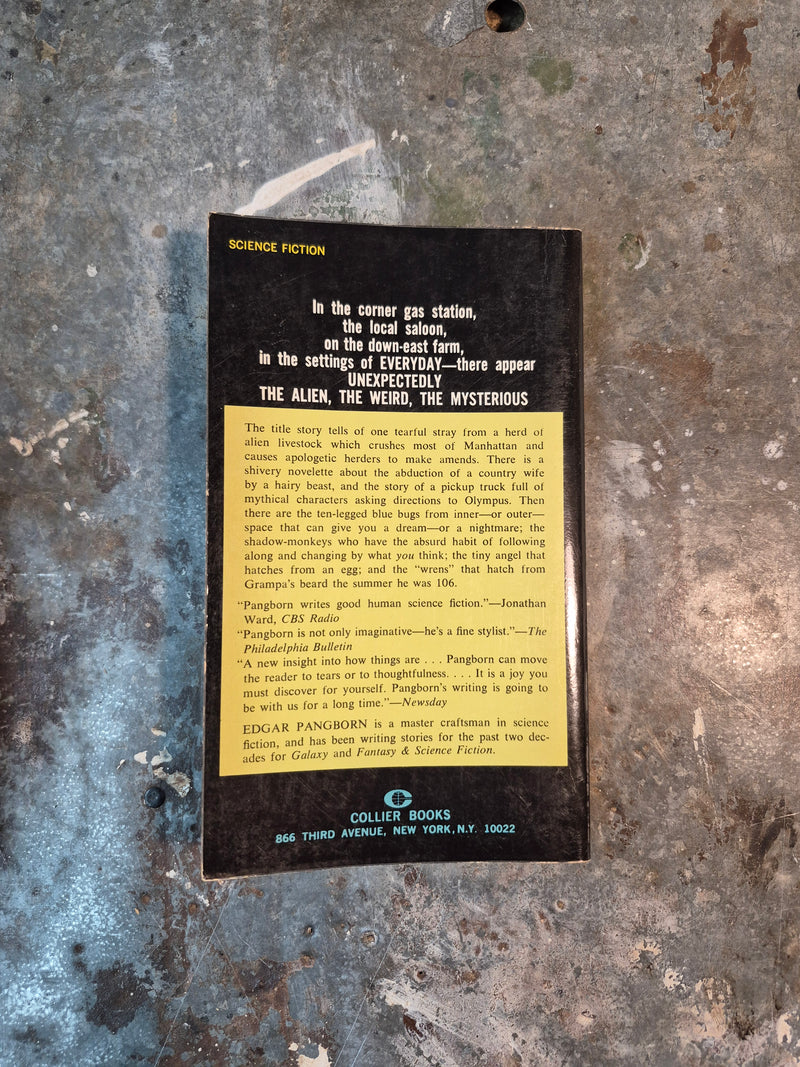 SCIENCE FICTION
In the corner gas station,
the local saloon,
on the down-east farm,
in the settings of EVERYDAY—there appear
UNEXPECTEDLY
THE ALIEN, THE WEIRD, THE MYSTERIOUS
The title story tells of one tearful stray from a herd of
alien livestock which crushes most of Manhattan and
causes apologetic herders to make amends. There is a
shivery novelette about the abduction of a country wife
by a hairy beast, and the story of a pickup truck full of
mythical characters asking directions to Olympus. Then
there are the ten-legged blue bugs from inner—or outer—
space that can give you a dream—or a nightmare; the
shadow-monkeys who have the absurd habit of following
along and changing by what you think; the tiny angel that
hatches from an egg; and the “wrens” that hatch from
Grampa's beard the summer he was 106.
“Pangborn writes good human science fiction.”—Jonathan
Ward, CBS Radio
“Pangborn is not only imaginative—he's a fine stylist.”—The
Philadelphia Bulletin
“A new insight into how things are . . . Pangborn can move
the reader to tears or to thoughtfulness. . . . It is a joy you
must discover for yourself. Pangborn's writing is going to
be with us for a long time.”—Newsday
EDGAR PANGBORN is a master craftsman in science
fiction, and has been writing stories for the past two dec-
ades for Galaxy and Fantasy & Science Fiction.
COLLIER BOOKS
866 THIRD AVENUE, NEW YORK, N.Y. 10022